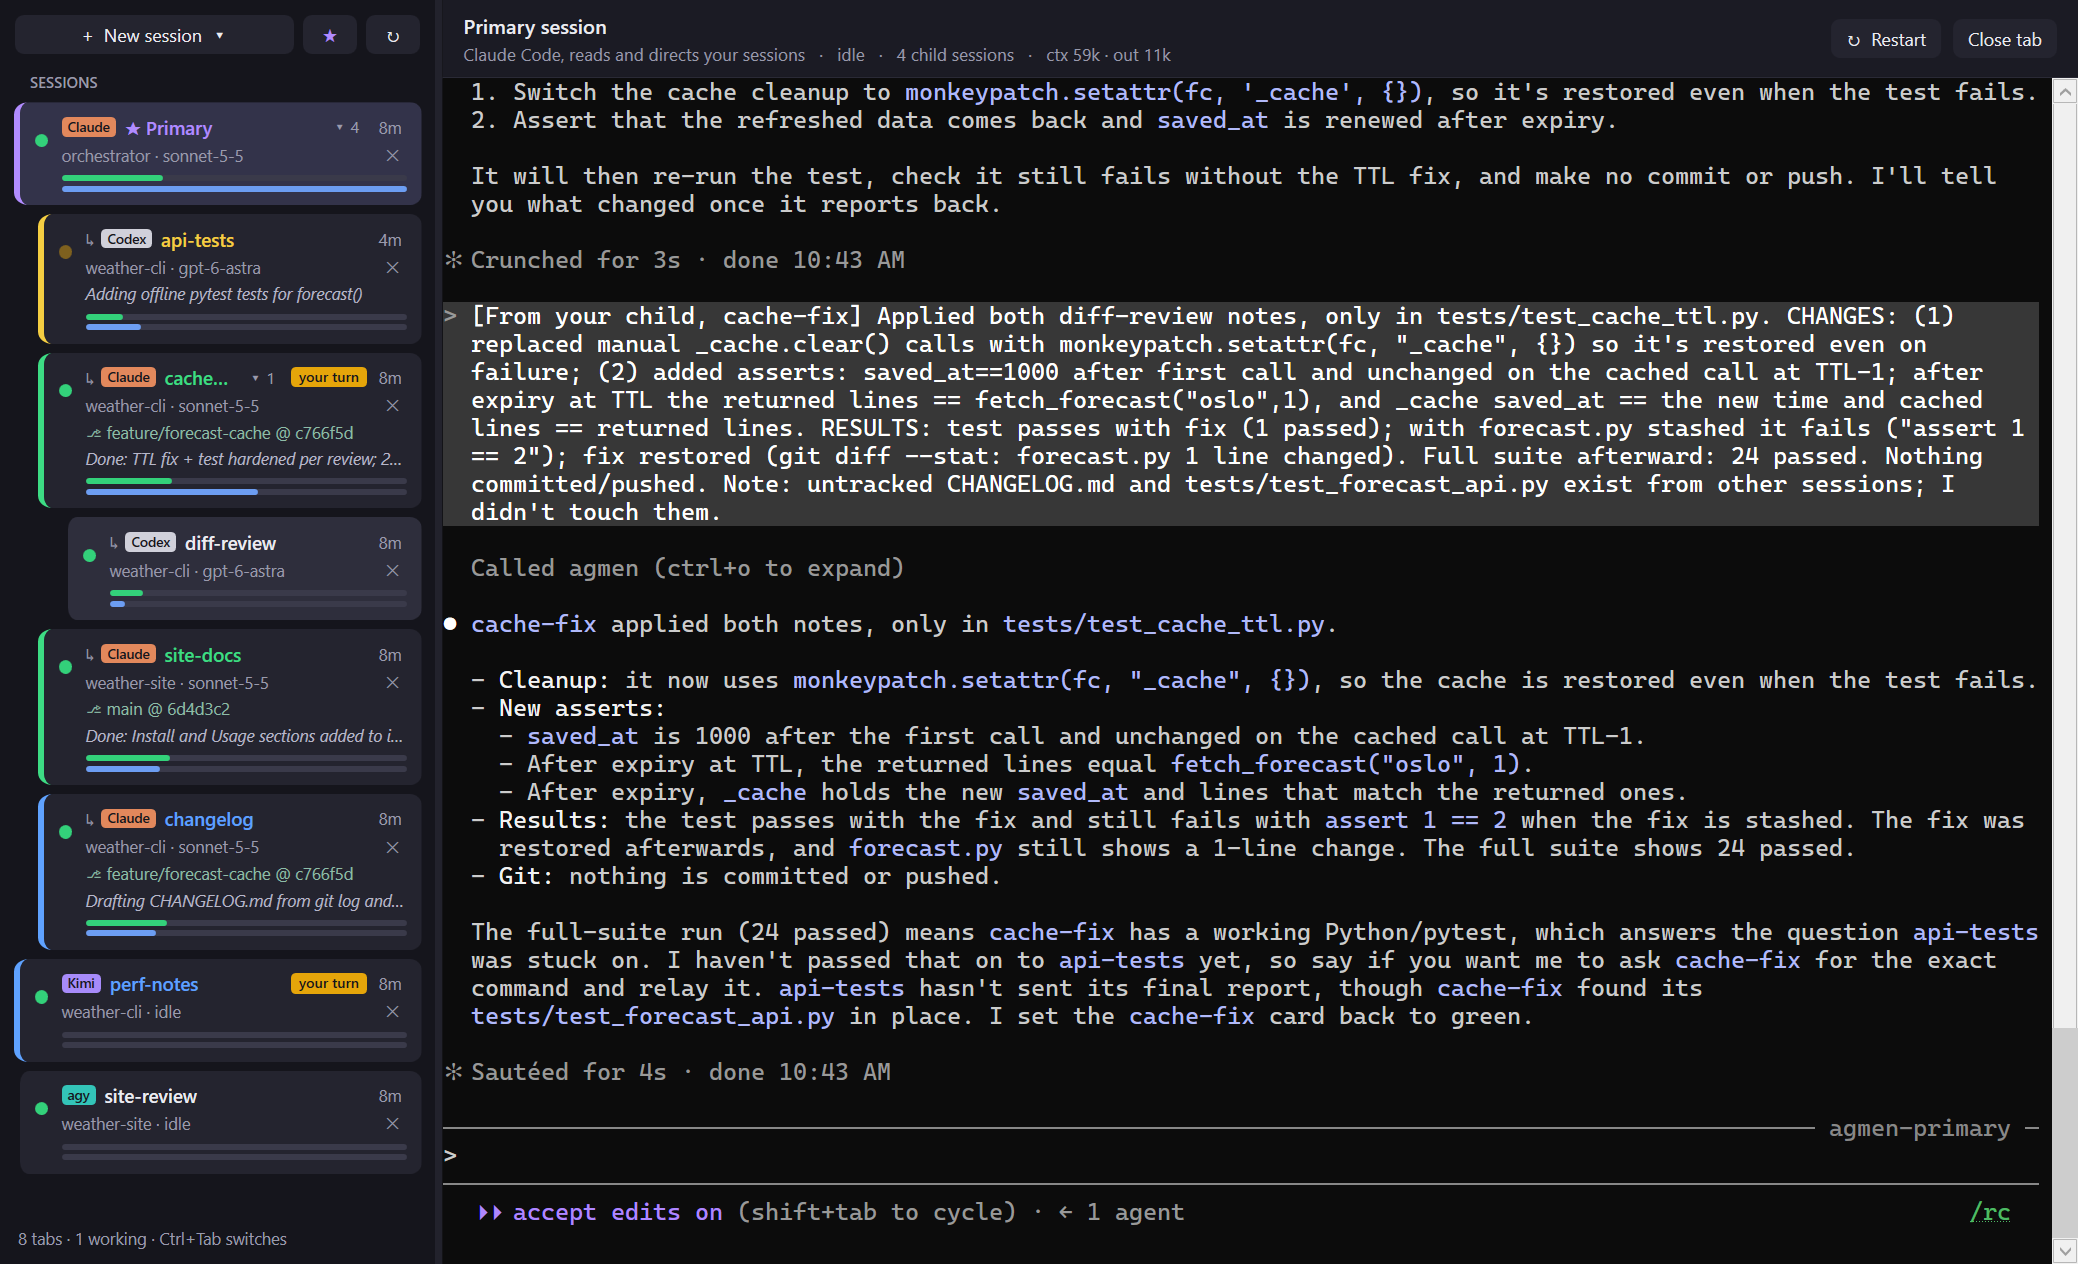 + New session ▾
★
↻
SESSIONS
Claude ★ Primary ▾ 4 8m
orchestrator · sonnet-5-5 ×
↳ Codex api-tests 4m
weather-cli · gpt-6-astra ×
Adding offline pytest tests for forecast()
↳ Claude cache... ▾ 1 your turn 8m
weather-cli · sonnet-5-5 ×
feature/forecast-cache @ c766f5d
Done: TTL fix + test hardened per review; 2...
↳ Codex diff-review 8m
weather-cli · gpt-6-astra ×
↳ Claude site-docs 8m
weather-site · sonnet-5-5 ×
main @ 6d4d3c2
Done: Install and Usage sections added to i...
↳ Claude changelog 8m
weather-cli · sonnet-5-5 ×
feature/forecast-cache @ c766f5d
Drafting CHANGELOG.md from git log and...
Kimi perf-notes your turn 8m
weather-cli · idle ×
agy site-review 8m
weather-site · idle ×
8 tabs · 1 working · Ctrl+Tab switches
Primary session
Claude Code, reads and directs your sessions · idle · 4 child sessions · ctx 59k · out 11k
↻ Restart
Close tab
1. Switch the cache cleanup to monkeypatch.setattr(fc, '_cache', {}), so it's restored even when the test fails.
2. Assert that the refreshed data comes back and saved_at is renewed after expiry.
It will then re-run the test, check it still fails without the TTL fix, and make no commit or push. I'll tell
you what changed once it reports back.
✻ Crunched for 3s · done 10:43 AM
> [From your child, cache-fix] Applied both diff-review notes, only in tests/test_cache_ttl.py. CHANGES: (1)
replaced manual _cache.clear() calls with monkeypatch.setattr(fc, "_cache", {}) so it's restored even on
failure; (2) added asserts: saved_at==1000 after first call and unchanged on the cached call at TTL-1; after
expiry at TTL the returned lines == fetch_forecast("oslo",1), and _cache saved_at == the new time and cached
lines == returned lines. RESULTS: test passes with fix (1 passed); with forecast.py stashed it fails ("assert 1
== 2"); fix restored (git diff --stat: forecast.py 1 line changed). Full suite afterward: 24 passed. Nothing
committed/pushed. Note: untracked CHANGELOG.md and tests/test_forecast_api.py exist from other sessions; I
didn't touch them.
Called agmen (ctrl+o to expand)
● cache-fix applied both notes, only in tests/test_cache_ttl.py.
- Cleanup: it now uses monkeypatch.setattr(fc, "_cache", {}), so the cache is restored even when the test fails.
- New asserts:
- saved_at is 1000 after the first call and unchanged on the cached call at TTL-1.
- After expiry at TTL, the returned lines equal fetch_forecast("oslo", 1).
- After expiry, _cache holds the new saved_at and lines that match the returned ones.
- Results: the test passes with the fix and still fails with assert 1 == 2 when the fix is stashed. The fix was
restored afterwards, and forecast.py still shows a 1-line change. The full suite shows 24 passed.
- Git: nothing is committed or pushed.
The full-suite run (24 passed) means cache-fix has a working Python/pytest, which answers the question api-tests
was stuck on. I haven't passed that on to api-tests yet, so say if you want me to ask cache-fix for the exact
command and relay it. api-tests hasn't sent its final report, though cache-fix found its
tests/test_forecast_api.py in place. I set the cache-fix card back to green.
✻ Sautéed for 4s · done 10:43 AM
agmen-primary
>
⏵⏵ accept edits on (shift+tab to cycle) · ← 1 agent
/rc